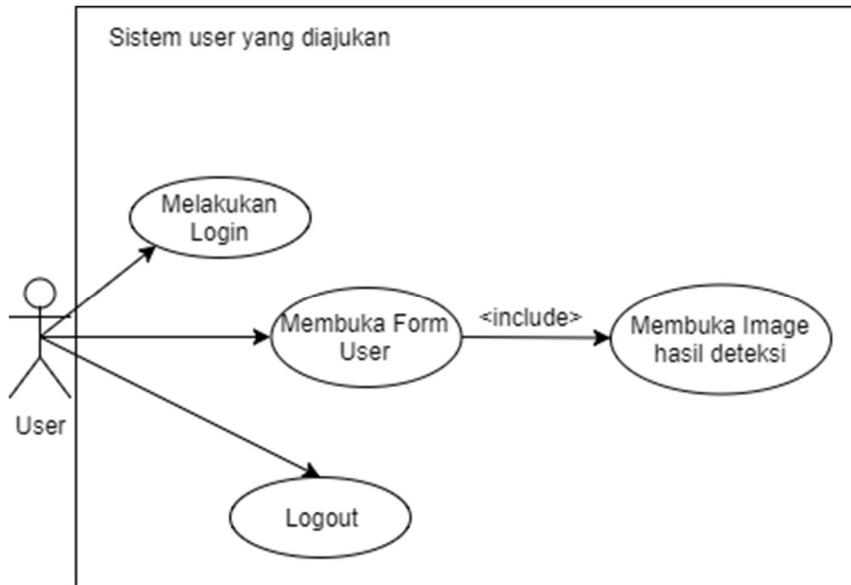 Sistem user yang diajukan
Melakukan
Login
Membuka Form
User
<include>
Membuka Image
hasil deteksi
User
Logout